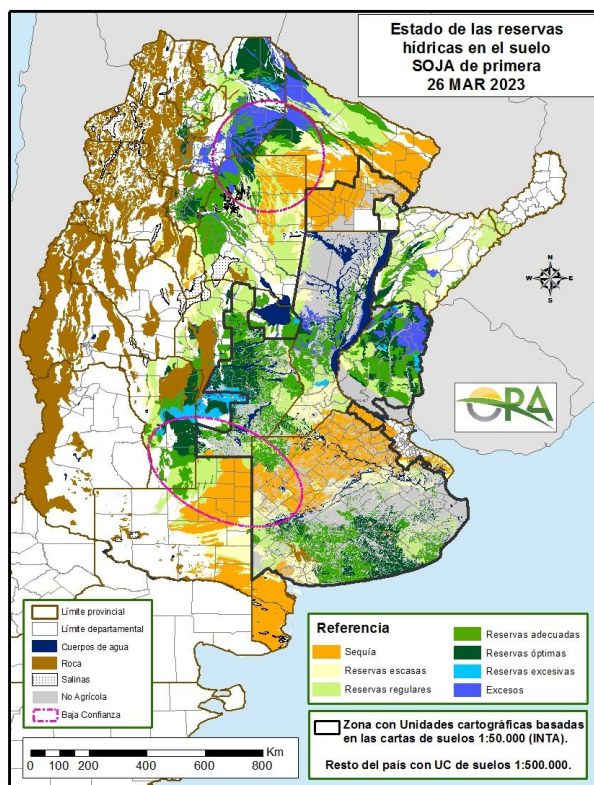 Estado de las reservas
hídricas en el suelo
SOJA de primera
26 MAR 2023
N
W E
S
ORA
Límite provincial
Límite departamental
Cuerpos de agua
Roca
Salinas
No Agrícola
Baja Confianza
Referencia
Sequía
Reservas escasas
Reservas regulares
Reservas adecuadas
Reservas óptimas
Reservas excesivas
Excesos
Zona con Unidades cartográficas basadas
en las cartas de suelos 1:50.000 (INTA).
Resto del país con UC de suelos 1:500.000.
0 100 200 400 600 800 Km